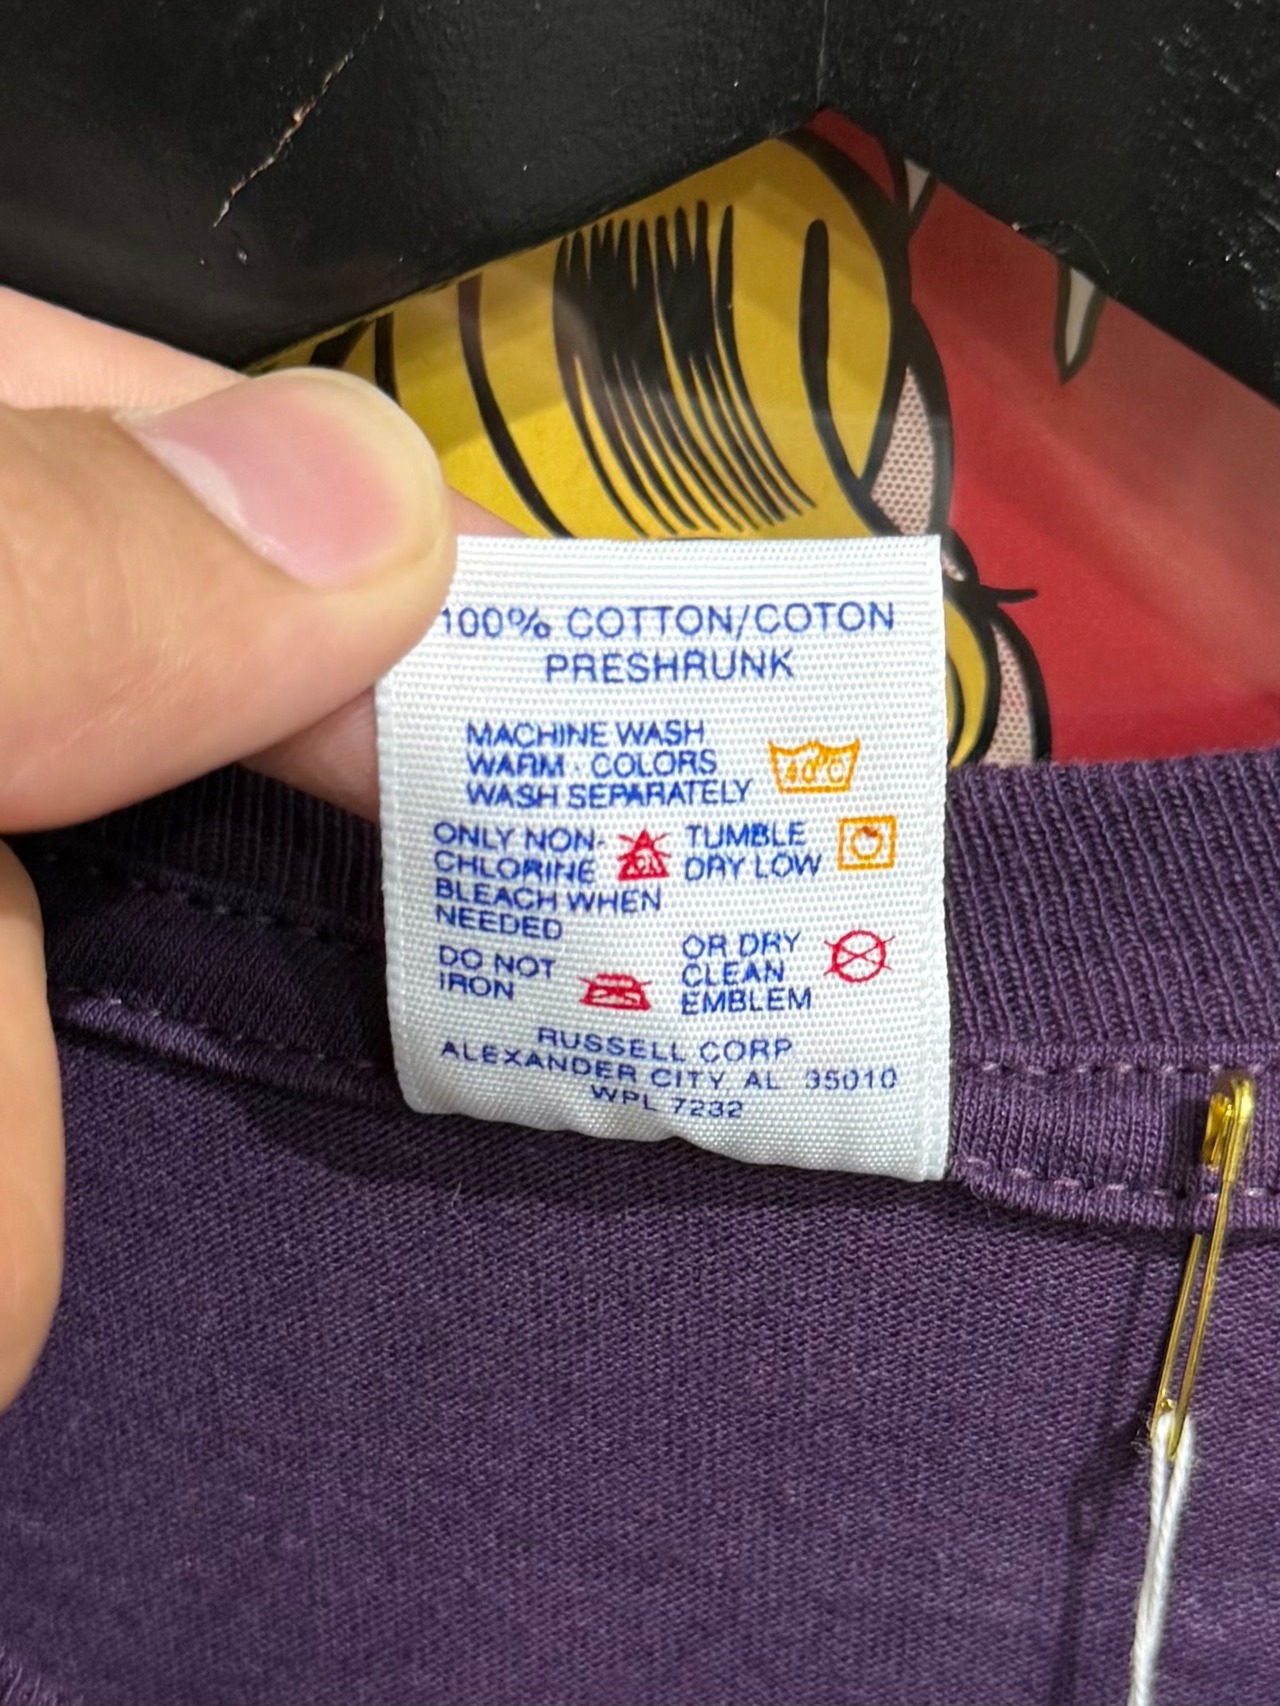 100% COTTON/COTON
PRESHRUNK
MACHINE WASH
WARM · COLORS
WASH SEPARATELY
40°C
ONLY NON-
CHLORINE
BLEACH WHEN
NEEDED
TUMBLE
DRY LOW
DO NOT
IRON
OR DRY
CLEAN
EMBLEM
RUSSELL CORP
ALEXANDER CITY, AL 35010
WPL 7232